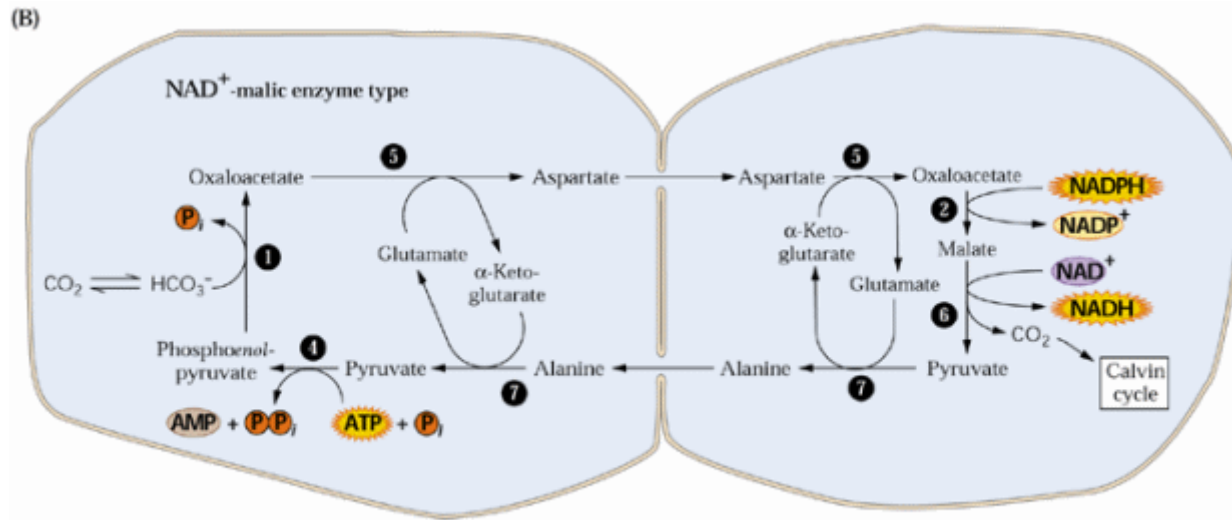 (B)
NAD+-malic enzyme type
5
Oxaloacetate
Aspartate
Pi
1
Glutamate
α-Keto-
glutarate
CO2
HCO3−
Phosphoenol-
pyruvate
4
Pyruvate
7
Alanine
AMP + PPi
ATP + Pi
5
Aspartate
Oxaloacetate
NADPH
2
NADP+
α-Keto-
glutarate
Malate
Glutamate
NAD+
NADH
6
CO2
Alanine
7
Pyruvate
Calvin
cycle